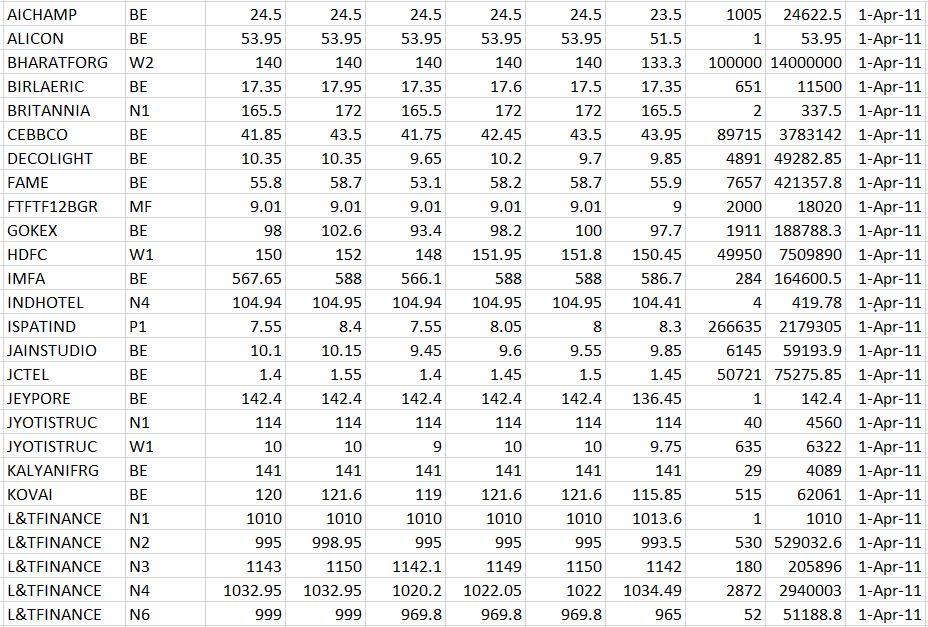 AICHAMP BE 24.5 24.5 24.5 24.5 24.5 23.5 1005 24622.5 1-Apr-11
ALICON BE 53.95 53.95 53.95 53.95 53.95 51.5 1 53.95 1-Apr-11
BHARATFORG W2 140 140 140 140 140 133.3 100000 14000000 1-Apr-11
BIRLAERIC BE 17.35 17.95 17.35 17.6 17.5 17.35 651 11500 1-Apr-11
BRITANNIA N1 165.5 172 165.5 172 172 165.5 2 337.5 1-Apr-11
CEBBCO BE 41.85 43.5 41.75 42.45 43.5 43.95 89715 3783142 1-Apr-11
DECOLIGHT BE 10.35 10.35 9.65 10.2 9.7 9.85 4891 49282.85 1-Apr-11
FAME BE 55.8 58.7 53.1 58.2 58.7 55.9 7657 421357.8 1-Apr-11
FTFTF12BGR MF 9.01 9.01 9.01 9.01 9.01 9 2000 18020 1-Apr-11
GOKEX BE 98 102.6 93.4 98.2 100 97.7 1911 188788.3 1-Apr-11
HDFC W1 150 152 148 151.95 151.8 150.45 49950 7509890 1-Apr-11
IMFA BE 567.65 588 566.1 588 588 586.7 284 164600.5 1-Apr-11
INDHOTEL N4 104.94 104.95 104.94 104.95 104.95 104.41 4 419.78 1-Apr-11
ISPATIND P1 7.55 8.4 7.55 8.05 8 8.3 266635 2179305 1-Apr-11
JAINSTUDIO BE 10.1 10.15 9.45 9.6 9.55 9.85 6145 59193.9 1-Apr-11
JCTEL BE 1.4 1.55 1.4 1.45 1.5 1.45 50721 75275.85 1-Apr-11
JEYPORE BE 142.4 142.4 142.4 142.4 142.4 136.45 1 142.4 1-Apr-11
JYOTISTRUC N1 114 114 114 114 114 114 40 4560 1-Apr-11
JYOTISTRUC W1 10 10 9 10 10 9.75 635 6322 1-Apr-11
KALYANIFRG BE 141 141 141 141 141 141 29 4089 1-Apr-11
KOVAI BE 120 121.6 119 121.6 121.6 115.85 515 62061 1-Apr-11
L&TFINANCE N1 1010 1010 1010 1010 1010 1013.6 1 1010 1-Apr-11
L&TFINANCE N2 995 998.95 995 995 995 993.5 530 529032.6 1-Apr-11
L&TFINANCE N3 1143 1150 1142.1 1149 1150 1142 180 205896 1-Apr-11
L&TFINANCE N4 1032.95 1032.95 1020.2 1022.05 1022 1034.49 2872 2940003 1-Apr-11
L&TFINANCE N6 999 999 969.8 969.8 969.8 965 52 51188.8 1-Apr-11